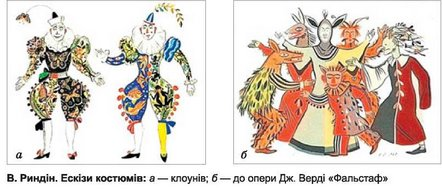 а
б
В. Риндін. Ескізи костюмів: а — клоунів; б — до опери Дж. Верді «Фальстаф»